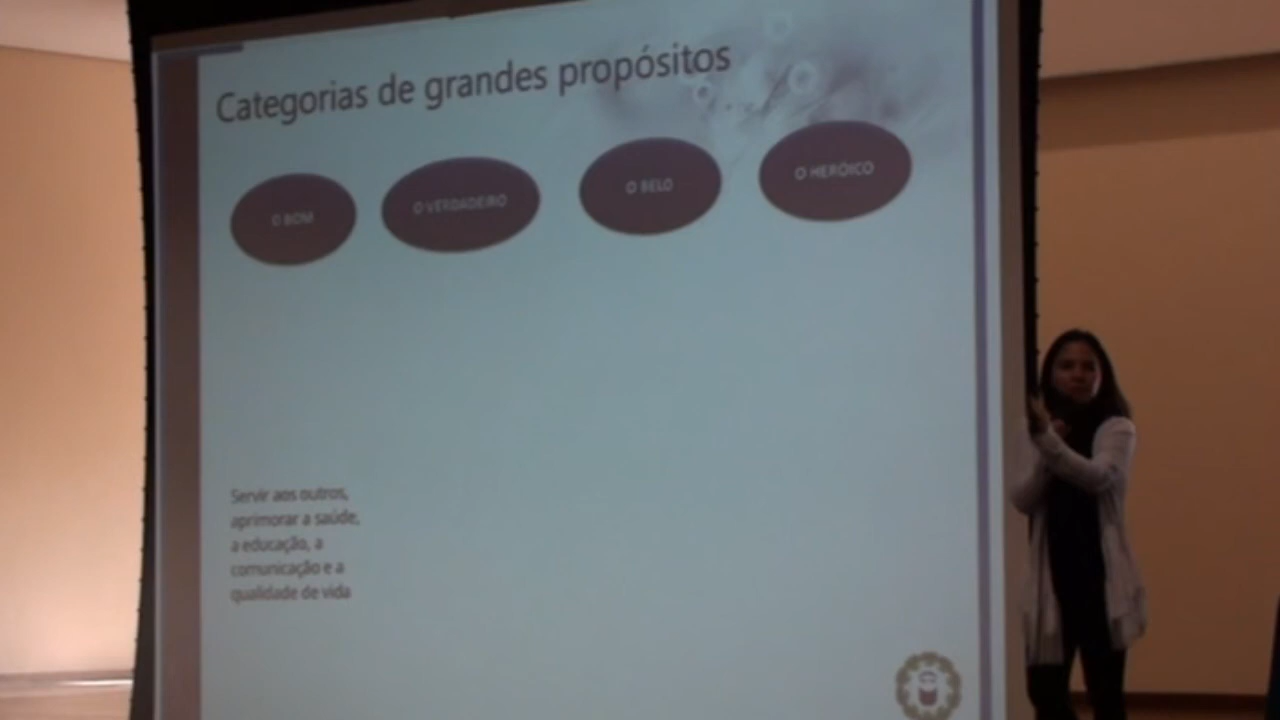 Categorias de grandes propósitos
O BOM
O VERDADEIRO
O BELO
O HERÓICO
Servir aos outros,
aprimorar a saúde,
a educação, a
comunicação e a
qualidade de vida